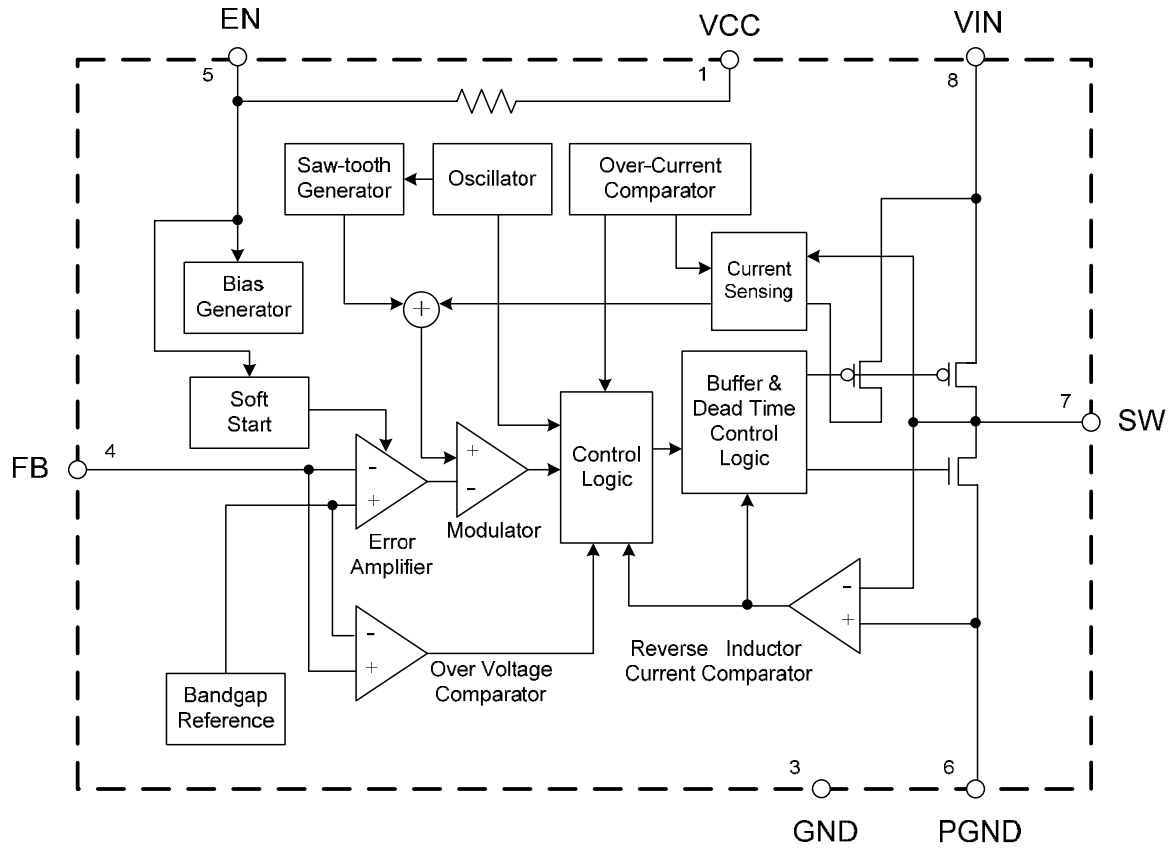 EN
VCC
VIN
5
1
8
Saw-tooth
Generator
Oscillator
Over-Current
Comparator
Current
Sensing
Bias
Generator
+
Soft
Start
Buffer &
Dead Time
Control
Logic
7
SW
FB
4
-
+
Error
Amplifier
+
-
Modulator
Control
Logic
-
+
Reverse Inductor
Current Comparator
-
+
Over Voltage
Comparator
Bandgap
Reference
3
6
GND
PGND